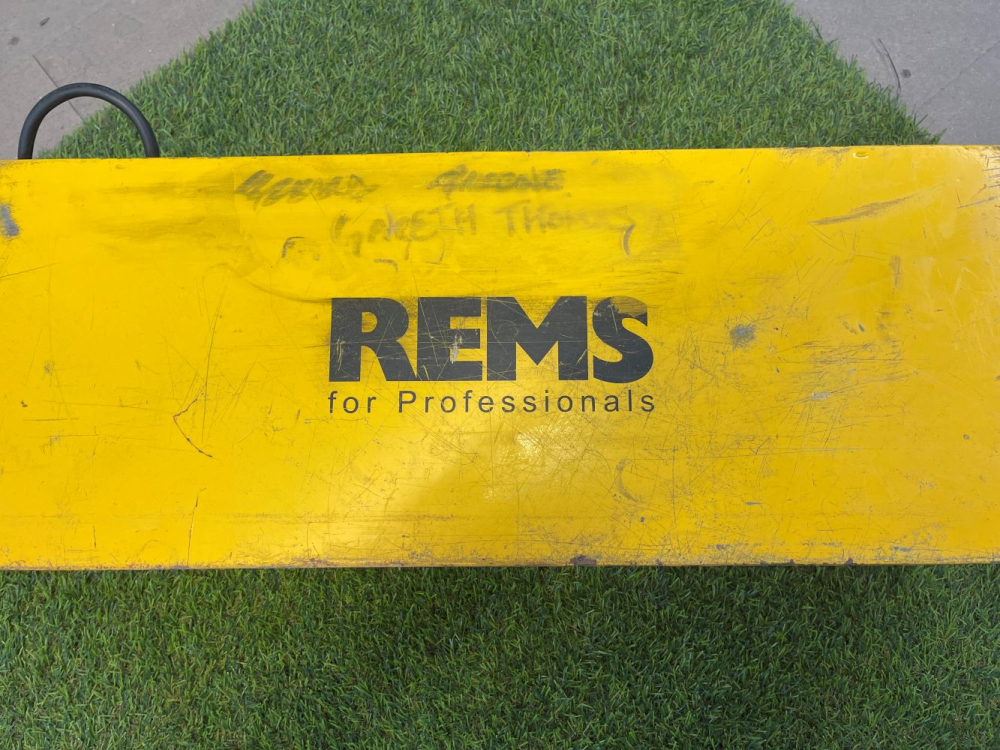 GARETH THOMAS
REMS
for Professionals